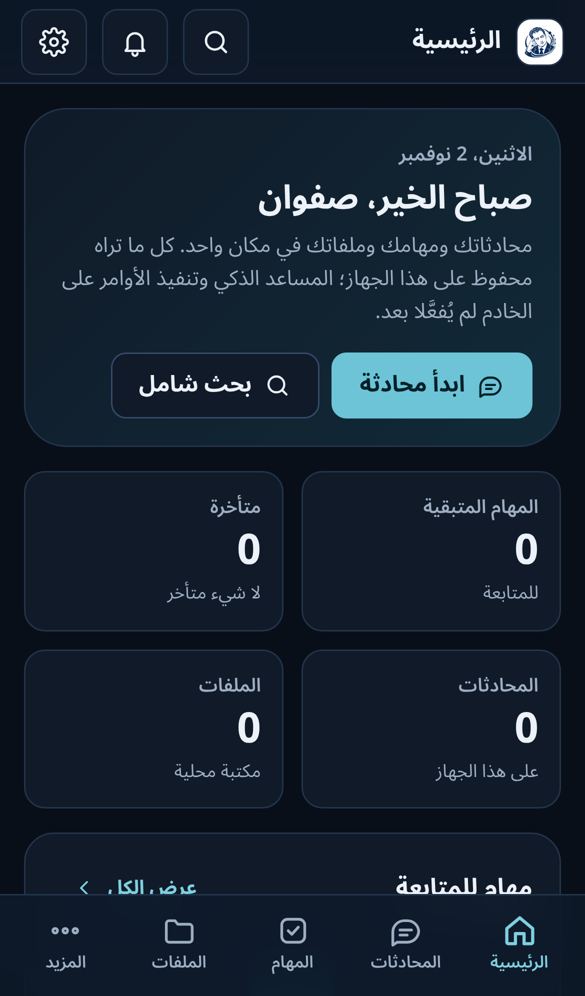 الرئيسية
الاثنين، 2 نوفمبر
صباح الخير، صفوان
محادثاتك ومهامك وملفاتك في مكان واحد. كل ما تراه
محفوظ على هذا الجهاز؛ المساعد الذكي وتنفيذ الأوامر على
الخادم لم يُفعَّلا بعد.
ابدأ محادثة
بحث شامل
المهام المتبقية
0
للمتابعة
متأخرة
0
لا شيء متأخر
المحادثات
0
على هذا الجهاز
الملفات
0
مكتبة محلية
مهام للمتابعة
عرض الكل
الرئيسية
المحادثات
المهام
الملفات
المزيد